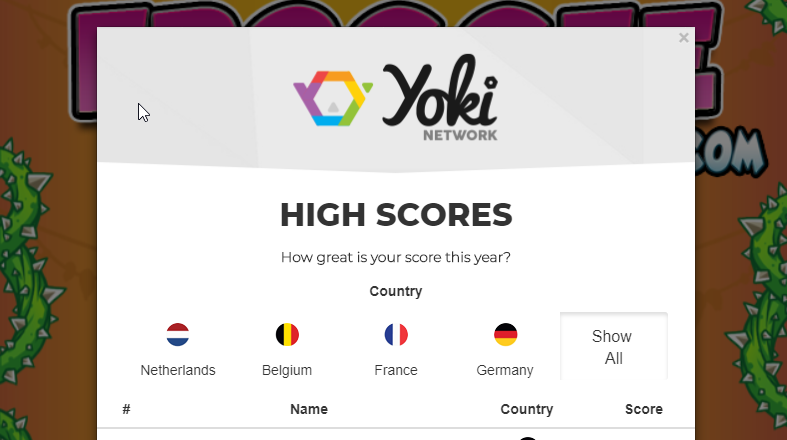 ×
Yoki
NETWORK
COM
HIGH SCORES
How great is your score this year?
Country
Netherlands
Belgium
France
Germany
Show
All
# Name Country Score